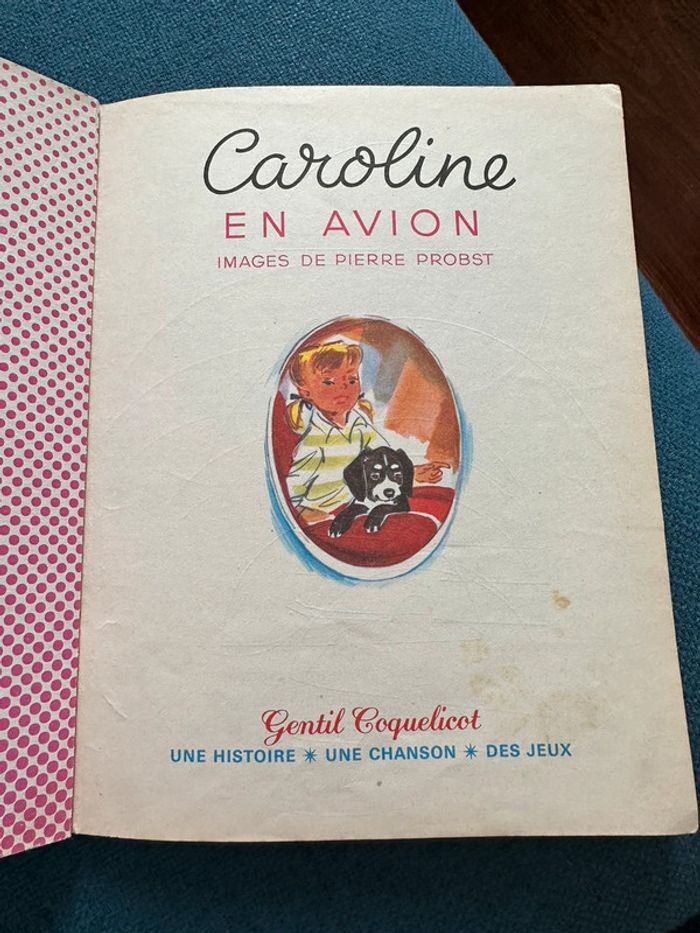 Caroline
EN AVION
IMAGES DE PIERRE PROBST
Gentil Coquelicot
UNE HISTOIRE ✶ UNE CHANSON ✶ DES JEUX